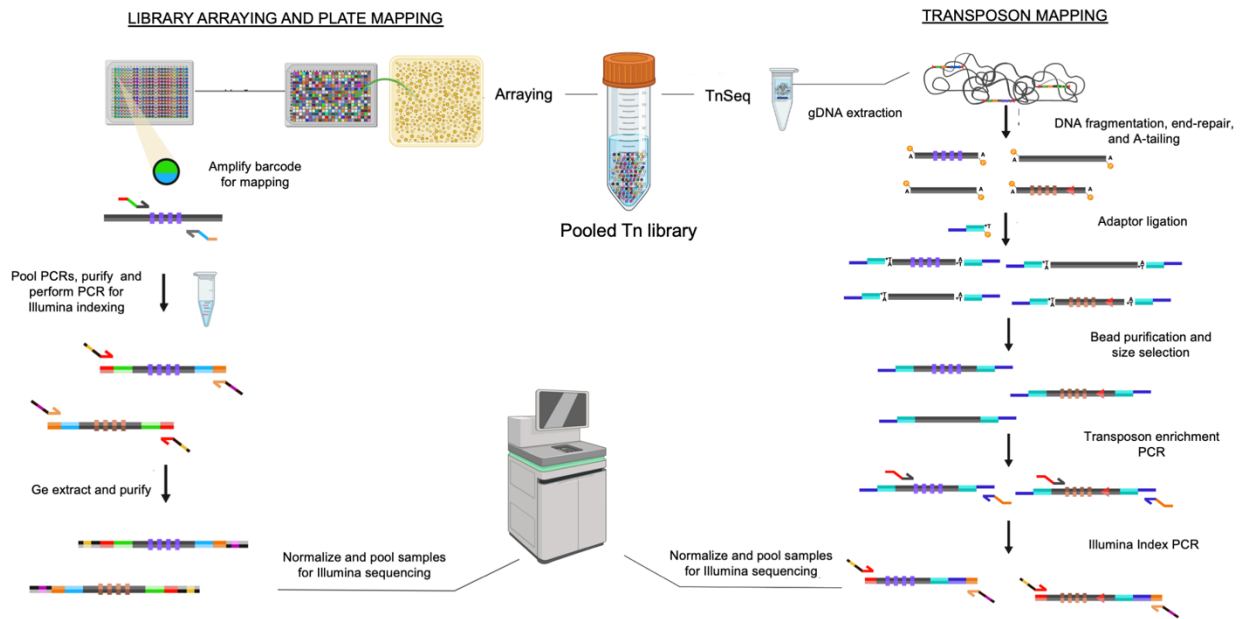 LIBRARY ARRAYING AND PLATE MAPPING
TRANSPOSON MAPPING
Arraying
TnSeq
gDNA extraction
Pooled Tn library
Amplify barcode
for mapping
Pool PCRs, purify and
perform PCR for
Illumina indexing
Ge extract and purify
Normalize and pool samples
for Illumina sequencing
DNA fragmentation, end-repair,
and A-tailing
A
A
A
A
P
P
P
P
Adaptor ligation
*T
P
*T
A
A
*T
*T
A
A
*T
*T
A
A
*T
*T
A
A
*T
Bead purification and
size selection
Transposon enrichment
PCR
Illumina Index PCR
Normalize and pool samples
for Illumina sequencing